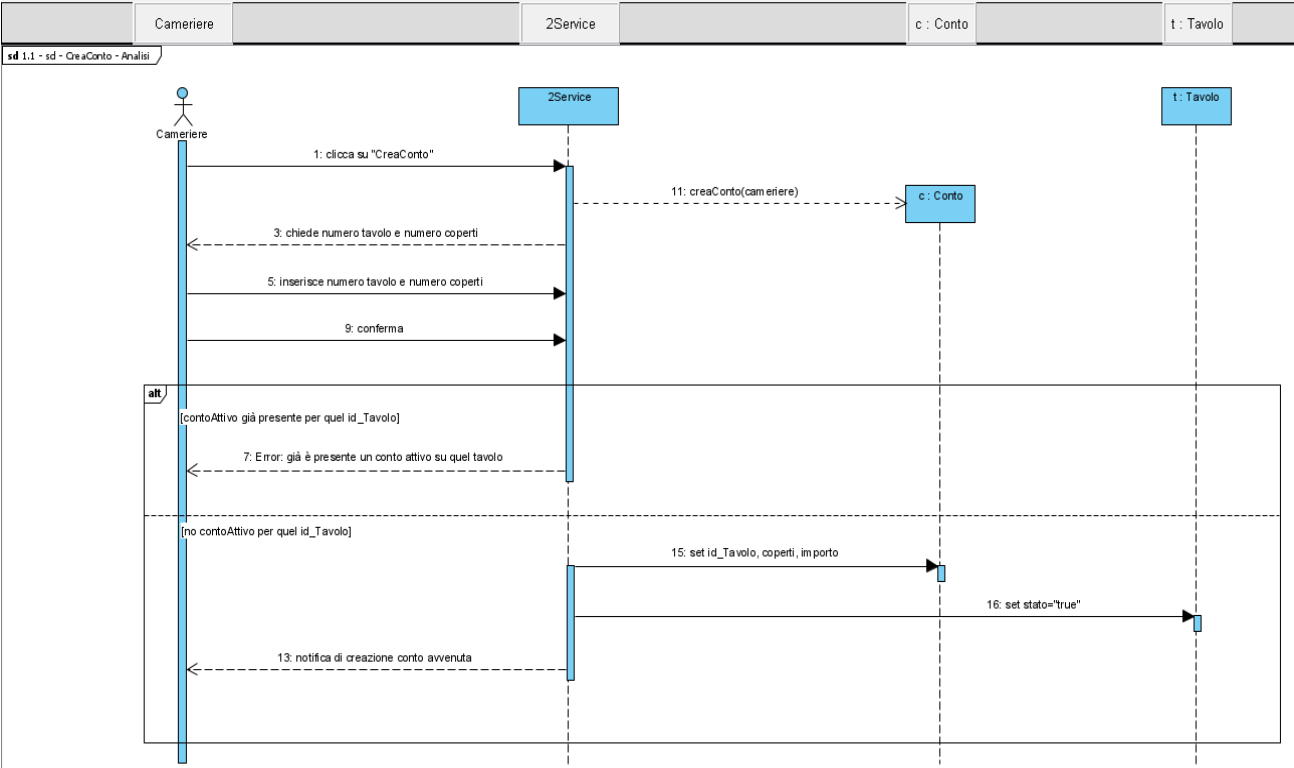 Cameriere
2Service
c : Conto
t : Tavolo
sd 1.1 - sd - CreaConto - Analisi
2Service
t : Tavolo
Cameriere
1: clicca su "CreaConto"
11: creaConto(cameriere)
c : Conto
3: chiede numero tavolo e numero coperti
5: inserisce numero tavolo e numero coperti
9: conferma
alt
[contoAttivo già presente per quel id_Tavolo]
7: Error: già è presente un conto attivo su quel tavolo
[no contoAttivo per quel id_Tavolo]
15: set id_Tavolo, coperti, importo
16: set stato="true"
13: notifica di creazione conto avvenuta